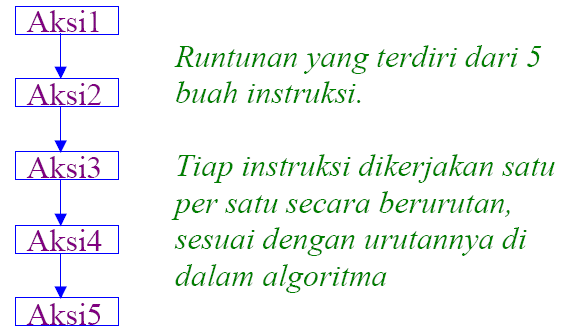 Aksi1
Aksi2
Aksi3
Aksi4
Aksi5
Runtunan yang terdiri dari 5
buah instruksi.
Tiap instruksi dikerjakan satu
per satu secara berurutan,
sesuai dengan urutannya di
dalam algoritma